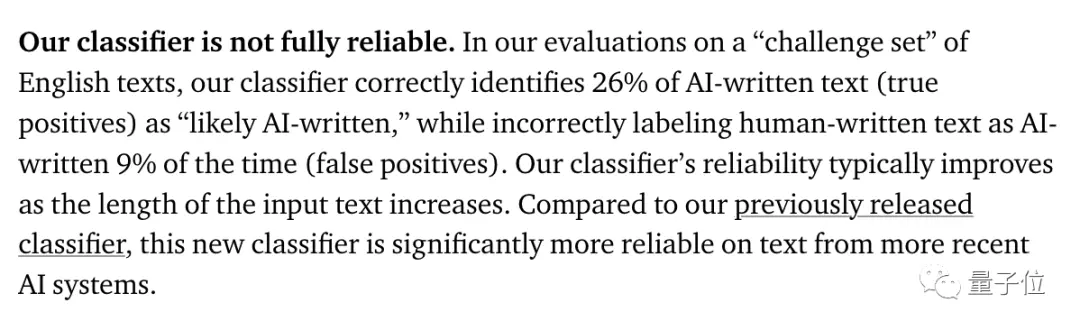 Our classifier is not fully reliable. In our evaluations on a “challenge set” of
English texts, our classifier correctly identifies 26% of AI-written text (true
positives) as “likely AI-written,” while incorrectly labeling human-written text as AI-
written 9% of the time (false positives). Our classifier’s reliability typically improves
as the length of the input text increases. Compared to our previously released
classifier, this new classifier is significantly more reliable on text from more recent
AI systems.
量子位